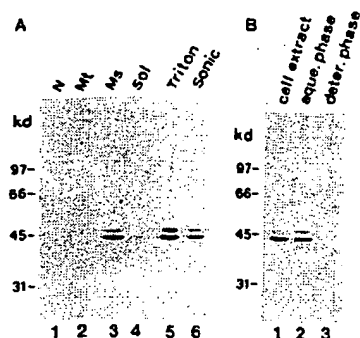 A
B
N Mt Ms Sol Triton Sonic
cell extract aque. phase deter. phase
kd
97-
66-
45-
31-
1 2 3 4 5 6
kd
97-
66-
45-
31-
1 2 3